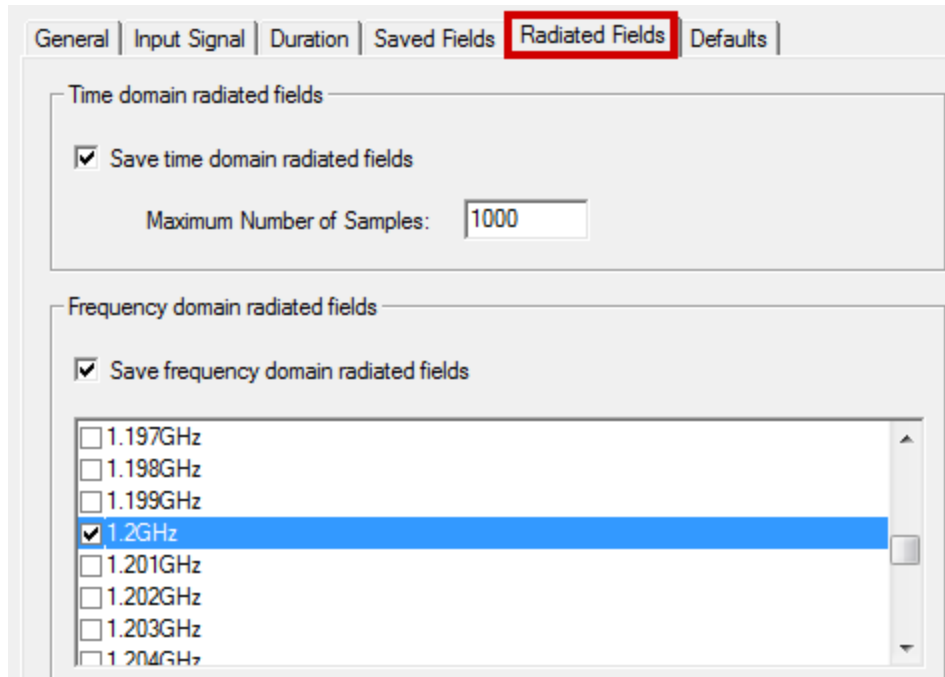 General Input Signal Duration Saved Fields Radiated Fields Defaults
Time domain radiated fields
Save time domain radiated fields
Maximum Number of Samples: 1000
Frequency domain radiated fields
Save frequency domain radiated fields
1.197GHz
1.198GHz
1.199GHz
1.2GHz
1.201GHz
1.202GHz
1.203GHz
1.204GHz